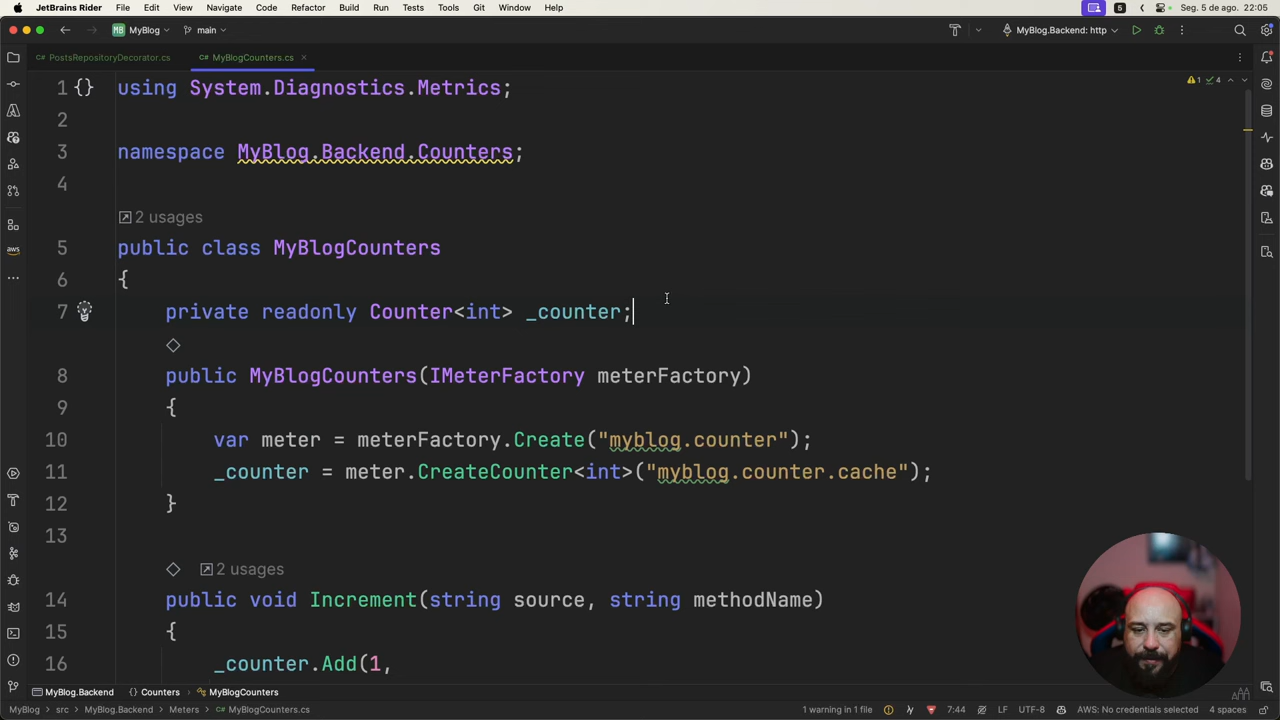 JetBrains Rider File Edit View Navigate Code Refactor Build Run Tests Tools Git Window Help 5 Seg. 5 de ago. 22:05
MB MyBlog main MyBlog.Backend: http
C# PostsRepositoryDecorator.cs C# MyBlogCounters.cs
1 {} using System.Diagnostics.Metrics; 1 4
2
3 namespace MyBlog.Backend.Counters;
4
2 usages
5 public class MyBlogCounters
6 {
7 private readonly Counter<int> _counter;
8 public MyBlogCounters(IMeterFactory meterFactory)
9 {
10 var meter = meterFactory.Create("myblog.counter");
11 _counter = meter.CreateCounter<int>("myblog.counter.cache");
12 }
13
2 usages
14 public void Increment(string source, string methodName)
15 {
16 _counter.Add(1,
aws
MyBlog.Backend {} Counters MyBlogCounters
MyBlog src MyBlog.Backend Meters MyBlogCounters.cs 1 warning in 1 file 7:44 LF UTF-8 AWS: No credentials selected 4 spaces